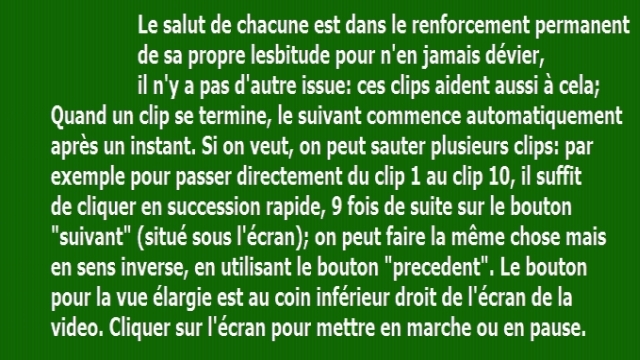 Le salut de chacune est dans le renforcement permanent
de sa propre lesbitude pour n'en jamais dévier,
il n'y a pas d'autre issue: ces clips aident aussi à cela;
Quand un clip se termine, le suivant commence automatiquement
après un instant. Si on veut, on peut sauter plusieurs clips: par
exemple pour passer directement du clip 1 au clip 10, il suffit
de cliquer en succession rapide, 9 fois de suite sur le bouton
"suivant" (situé sous l'écran); on peut faire la même chose mais
en sens inverse, en utilisant le bouton "precedent". Le bouton
pour la vue élargie est au coin inférieur droit de l'écran de la
video. Cliquer sur l'écran pour mettre en marche ou en pause.